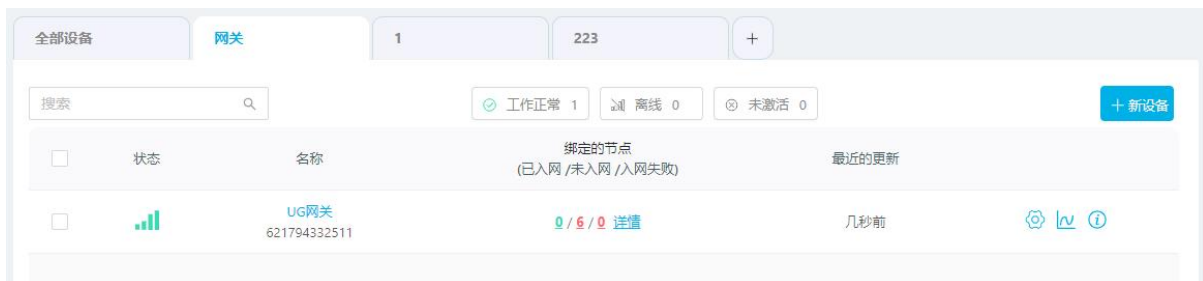 全部设备 网关 1 223 +
搜索 工作正常 1 离线 0 未激活 0 +新设备
状态 名称 绑定的节点 最近的更新
(已入网 /未入网 /入网失败)
UG网关 0 / 6 / 0 详情 几秒前
621794332511